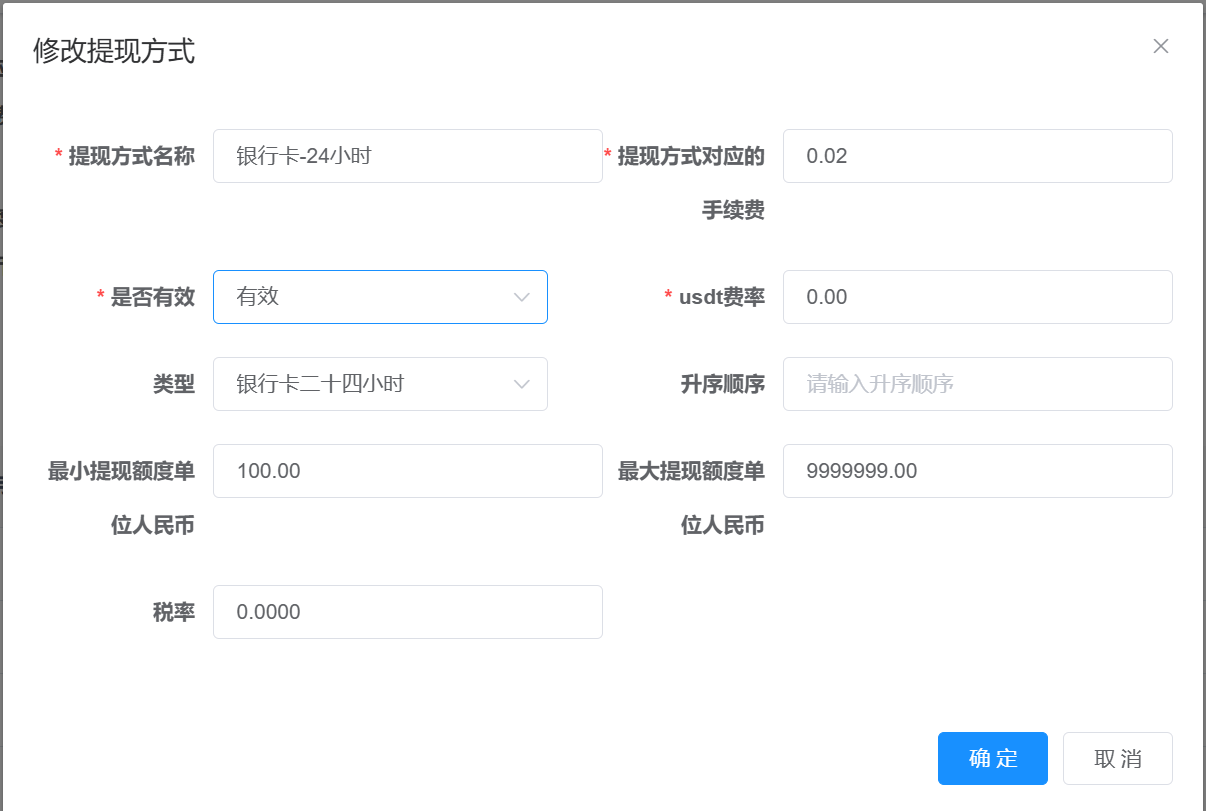 修改提现方式
* 提现方式名称
银行卡-24小时
* 提现方式对应的
手续费
0.02
* 是否有效
有效
* usdt费率
0.00
类型
银行卡二十四小时
升序顺序
请输入升序顺序
最小提现额度单
位人民币
100.00
最大提现额度单
位人民币
9999999.00
税率
0.0000
确 定
取 消